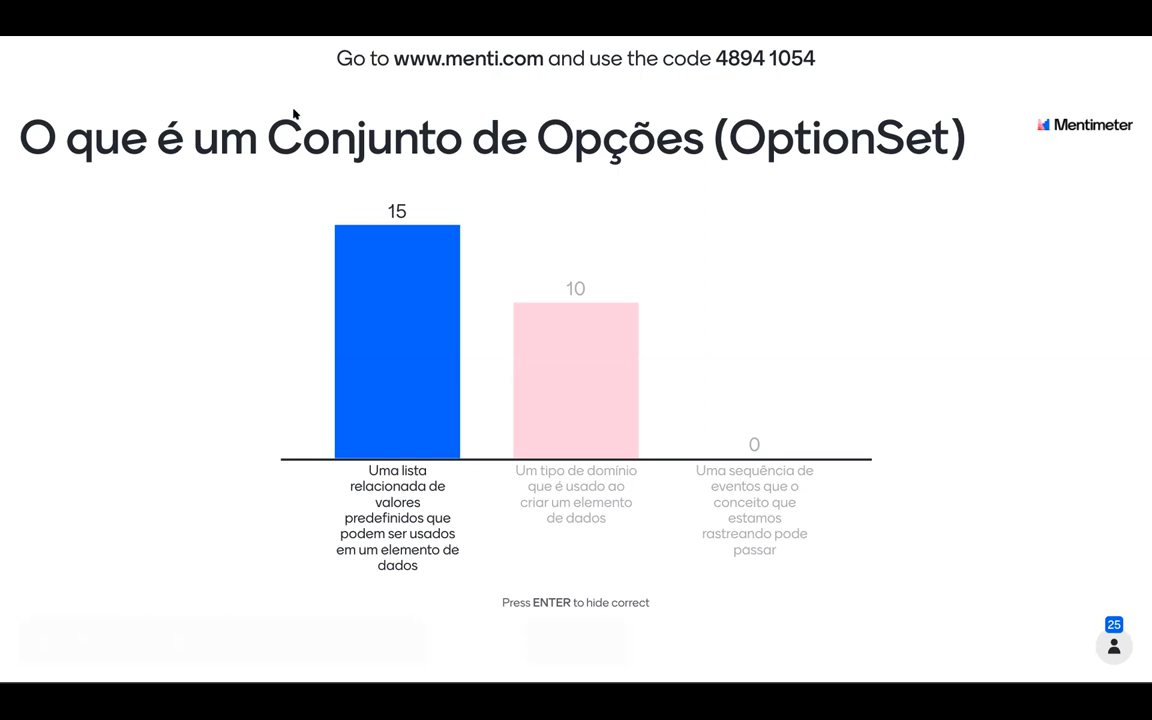 Go to www.menti.com and use the code 4894 1054
O que é um Conjunto de Opções (OptionSet)
Mentimeter
15
10
0
Uma lista
relacionada de
valores
predefinidos que
podem ser usados
em um elemento de
dados
Um tipo de domínio
que é usado ao
criar um elemento
de dados
Uma sequência de
eventos que o
conceito que
estamos
rastreando pode
passar
Press ENTER to hide correct
25